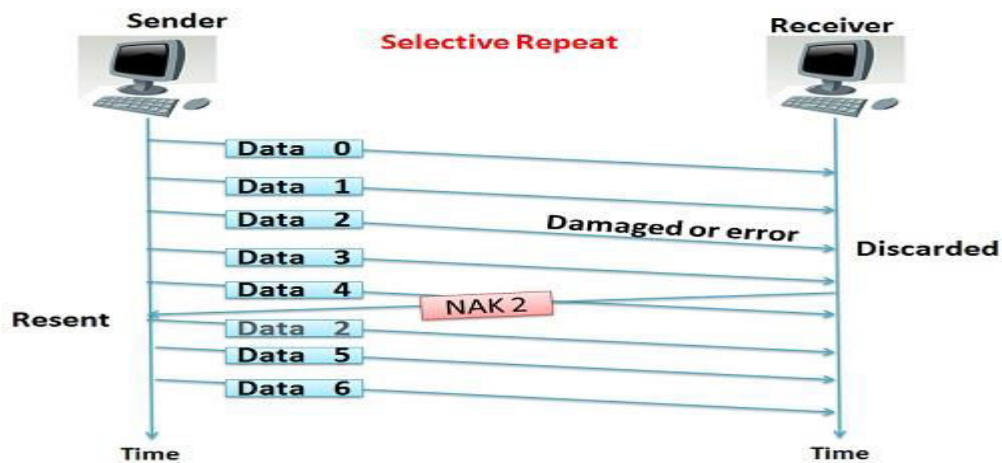 Sender
Selective Repeat
Receiver
Data 0
Data 1
Data 2
Damaged or error
Discarded
Data 3
Data 4
NAK 2
Resent
Data 2
Data 5
Data 6
Time
Time